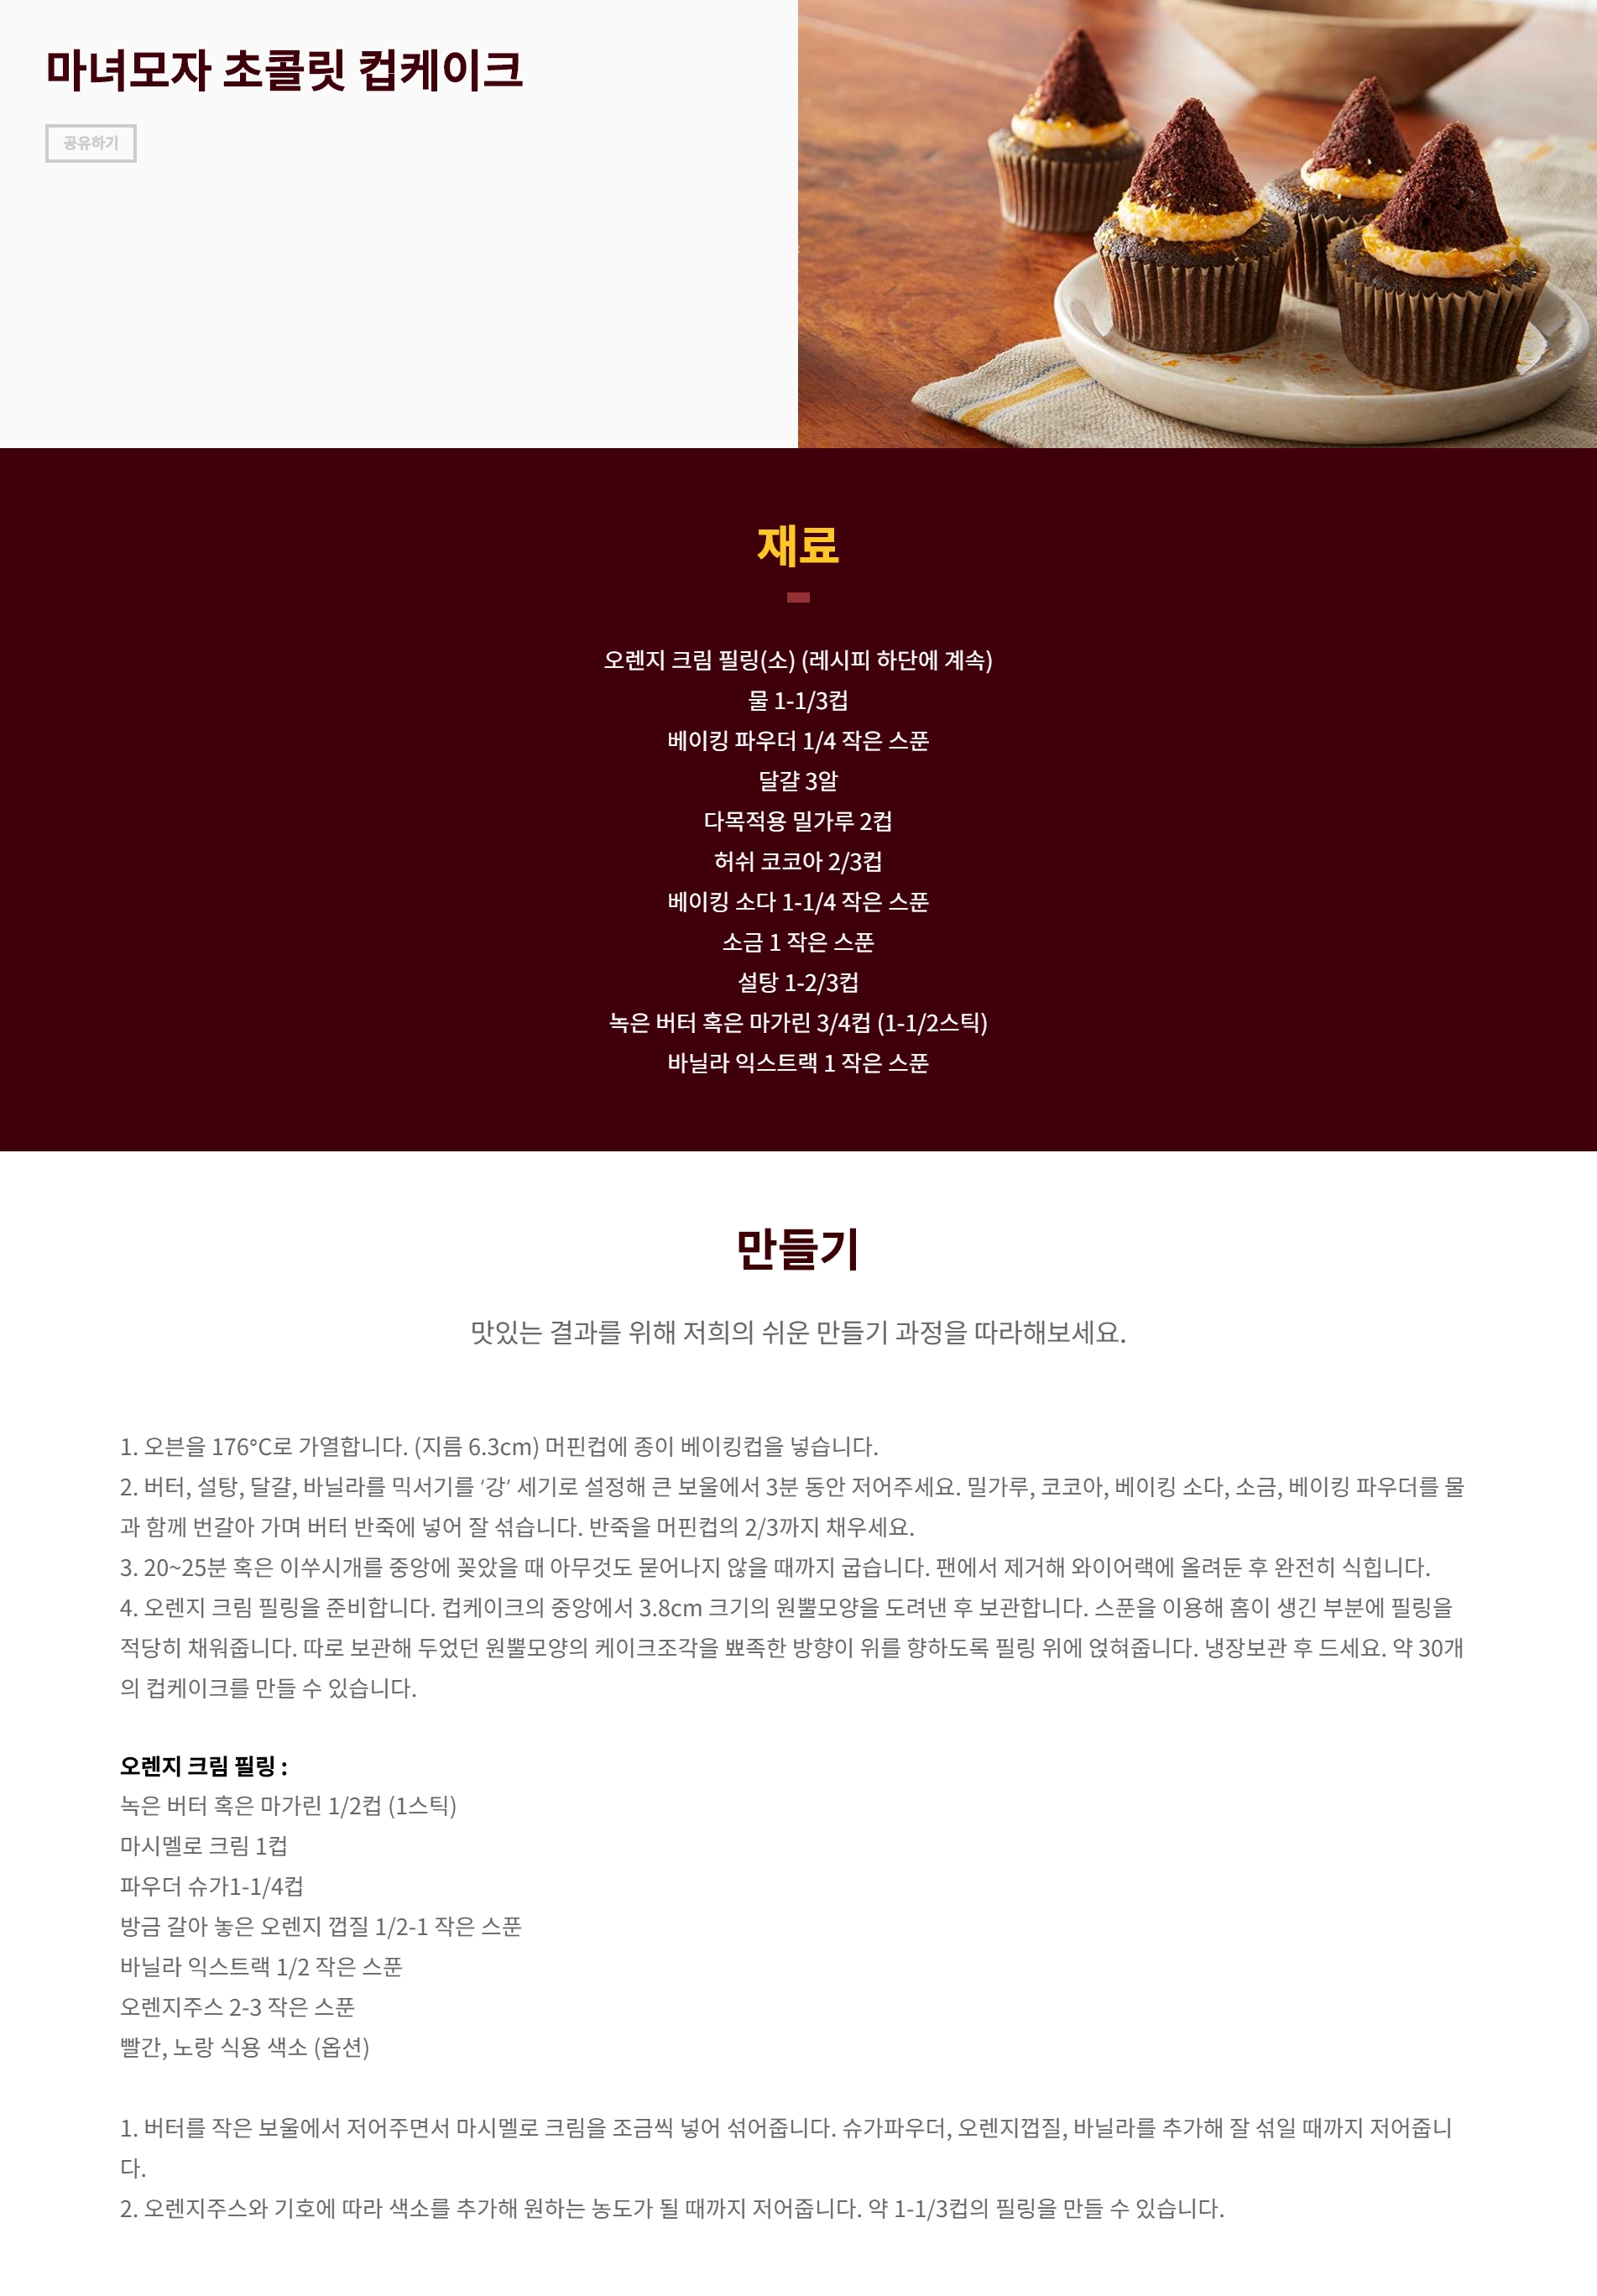 마녀모자 초콜릿 컵케이크
공유하기
재료
오렌지 크림 필링(소) (레시피 하단에 계속)
물 1-1/3컵
베이킹 파우더 1/4 작은 스푼
달걀 3알
다목적용 밀가루 2컵
허쉬 코코아 2/3컵
베이킹 소다 1-1/4 작은 스푼
소금 1 작은 스푼
설탕 1-2/3컵
녹은 버터 혹은 마가린 3/4컵 (1-1/2스틱)
바닐라 익스트랙 1 작은 스푼
만들기
맛있는 결과를 위해 저희의 쉬운 만들기 과정을 따라해보세요.
1. 오븐을 176°C로 가열합니다. (지름 6.3cm) 머핀컵에 종이 베이킹컵을 넣습니다.
2. 버터, 설탕, 달걀, 바닐라를 믹서기를 ‘강’ 세기로 설정해 큰 보울에서 3분 동안 저어주세요. 밀가루, 코코아, 베이킹 소다, 소금, 베이킹 파우더를 물
과 함께 번갈아 가며 버터 반죽에 넣어 잘 섞습니다. 반죽을 머핀컵의 2/3까지 채우세요.
3. 20~25분 혹은 이쑤시개를 중앙에 꽂았을 때 아무것도 묻어나지 않을 때까지 굽습니다. 팬에서 제거해 와이어랙에 올려둔 후 완전히 식힙니다.
4. 오렌지 크림 필링을 준비합니다. 컵케이크의 중앙에서 3.8cm 크기의 원뿔모양을 도려낸 후 보관합니다. 스푼을 이용해 홈이 생긴 부분에 필링을
적당히 채워줍니다. 따로 보관해 두었던 원뿔모양의 케이크조각을 뾰족한 방향이 위를 향하도록 필링 위에 얹혀줍니다. 냉장보관 후 드세요. 약 30개
의 컵케이크를 만들 수 있습니다.
오렌지 크림 필링 :
녹은 버터 혹은 마가린 1/2컵 (1스틱)
마시멜로 크림 1컵
파우더 슈가1-1/4컵
방금 갈아 놓은 오렌지 껍질 1/2-1 작은 스푼
바닐라 익스트랙 1/2 작은 스푼
오렌지주스 2-3 작은 스푼
빨간, 노랑 식용 색소 (옵션)
1. 버터를 작은 보울에서 저어주면서 마시멜로 크림을 조금씩 넣어 섞어줍니다. 슈가파우더, 오렌지껍질, 바닐라를 추가해 잘 섞일 때까지 저어줍니
다.
2. 오렌지주스와 기호에 따라 색소를 추가해 원하는 농도가 될 때까지 저어줍니다. 약 1-1/3컵의 필링을 만들 수 있습니다.